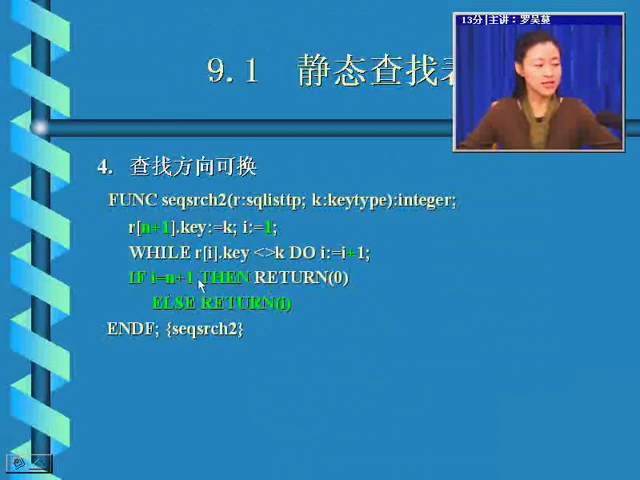 13分|主讲：罗昊蔓
9.1 静态查找
4. 查找方向可换
FUNC seqsrch2(r:sqlisttp; k:keytype):integer;
r[n+1].key:=k; i:=1;
WHILE r[i].key <>k DO i:=i+1;
IF i=n+1 THEN RETURN(0)
ELSE RETURN(i)
ENDF; {seqsrch2}